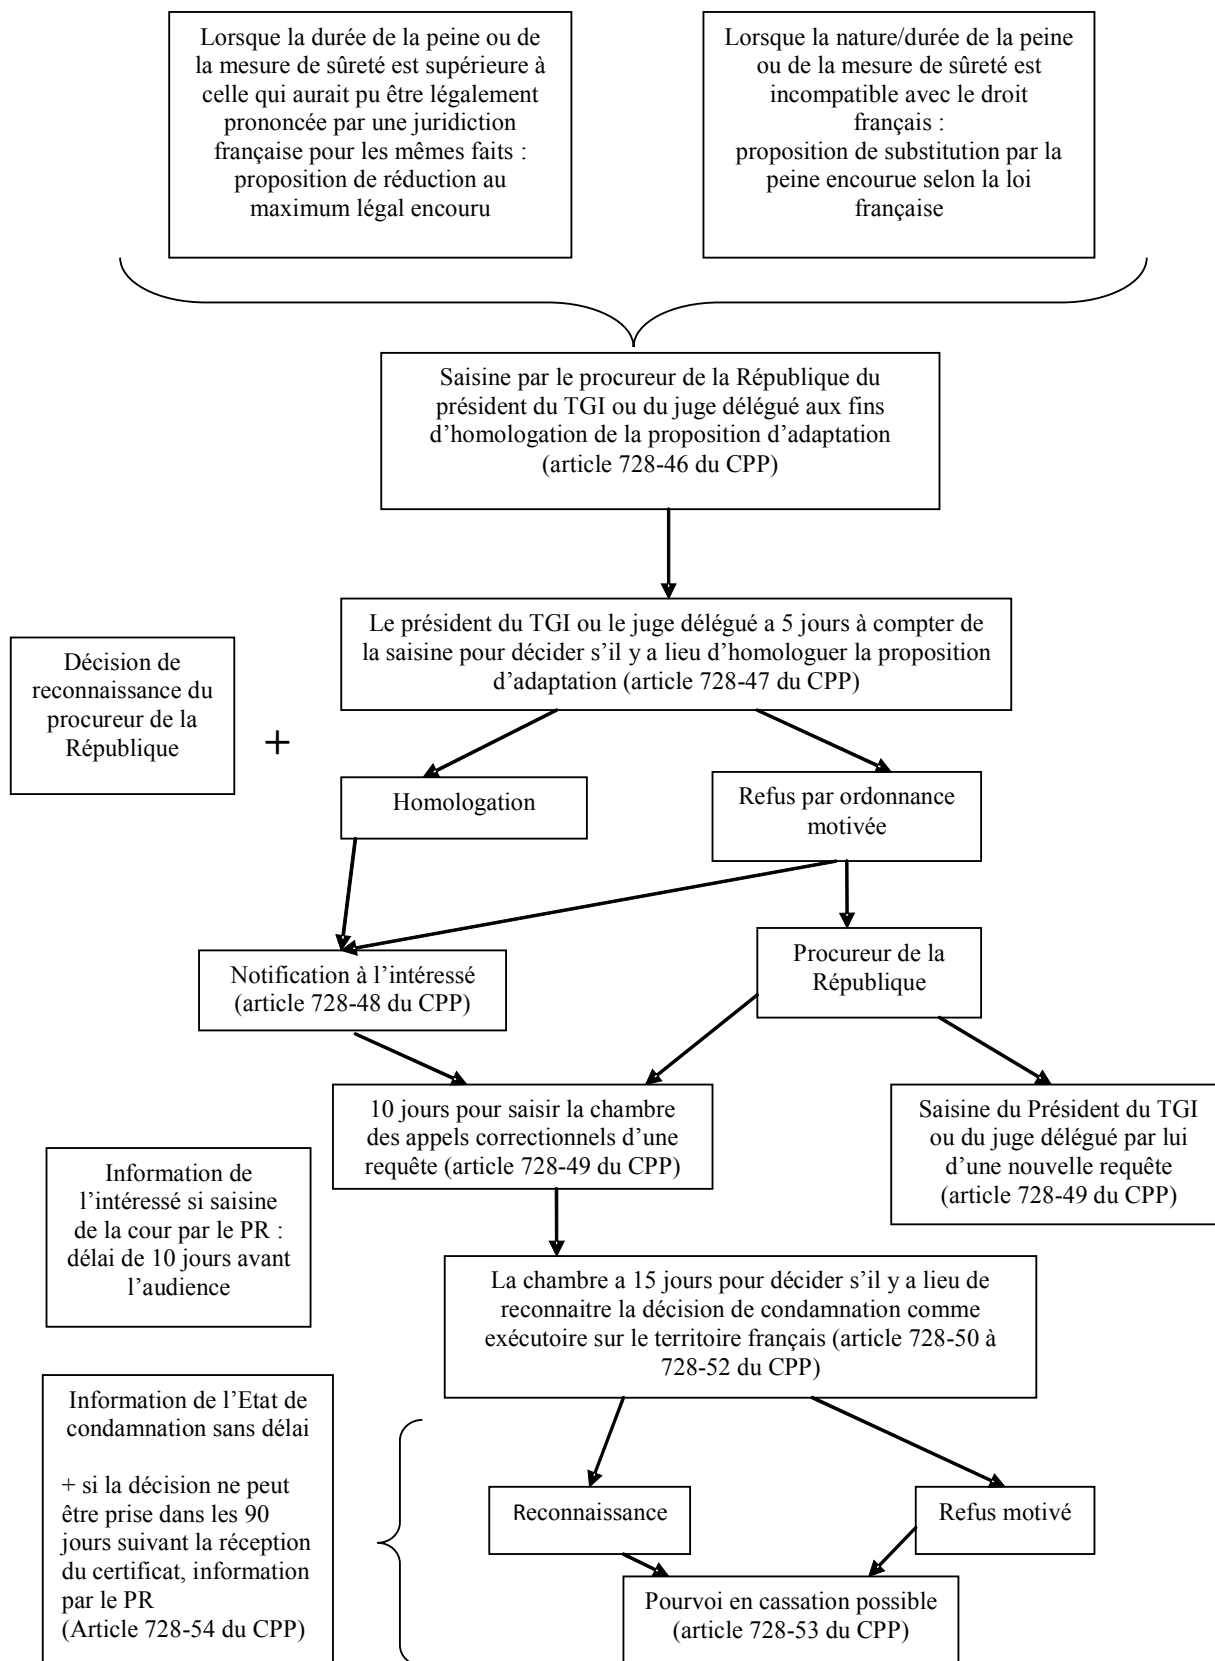 Lorsque la durée de la peine ou de
la mesure de sûreté est supérieure à
celle qui aurait pu être légalement
prononcée par une juridiction
française pour les mêmes faits :
proposition de réduction au
maximum légal encouru
Lorsque la nature/durée de la peine
ou de la mesure de sûreté est
incompatible avec le droit
français :
proposition de substitution par la
peine encourue selon la loi
française
Saisine par le procureur de la République du
président du TGI ou du juge délégué aux fins
d’homologation de la proposition d’adaptation
(article 728-46 du CPP)
Le président du TGI ou le juge délégué a 5 jours à compter de
la saisine pour décider s’il y a lieu d’homologuer la proposition
d’adaptation (article 728-47 du CPP)
Décision de
reconnaissance du
procureur de la
République
+
Homologation
Refus par ordonnance
motivée
Notification à l’intéressé
(article 728-48 du CPP)
Procureur de la
République
10 jours pour saisir la chambre
des appels correctionnels d’une
requête (article 728-49 du CPP)
Saisine du Président du TGI
ou du juge délégué par lui
d’une nouvelle requête
(article 728-49 du CPP)
Information de
l’intéressé si saisine
de la cour par le PR :
délai de 10 jours avant
l’audience
La chambre a 15 jours pour décider s’il y a lieu de
reconnaitre la décision de condamnation comme
exécutoire sur le territoire français (article 728-50 à
728-52 du CPP)
Information de l’Etat de
condamnation sans délai
+ si la décision ne peut
être prise dans les 90
jours suivant la réception
du certificat, information
par le PR
(Article 728-54 du CPP)
Reconnaissance
Refus motivé
Pourvoi en cassation possible
(article 728-53 du CPP)